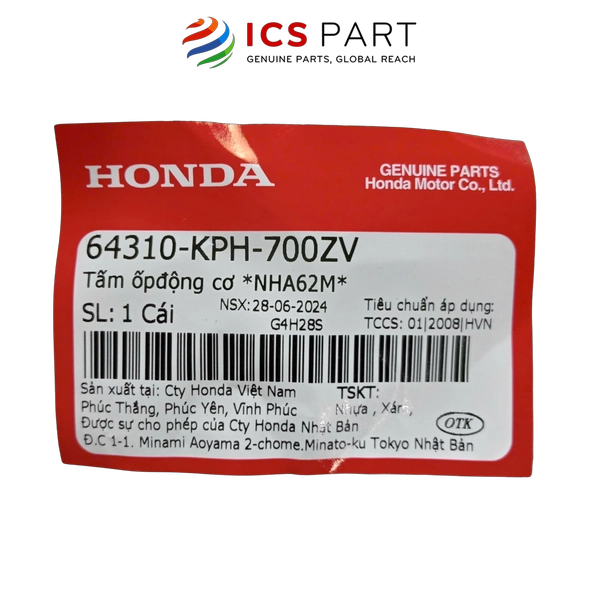 ICS PART
GENUINE PARTS, GLOBAL REACH
HONDA
GENUINE PARTS
Honda Motor Co., Ltd.
64310-KPH-700ZV
Tấm ốpđộng cơ *NHA62M*
SL: 1 Cái
NSX: 28-06-2024
G4H28S
Tiêu chuẩn áp dụng:
TCCS: 01|2008|HVN
Sản xuất tại: Cty Honda Việt Nam
Phúc Thắng, Phúc Yên, Vĩnh Phúc
Được sự cho phép của Cty Honda Nhật Bản
Đ.C 1-1. Minami Aoyama 2-chome.Minato-ku Tokyo Nhật Bản
TSKT:
Nhựa , Xám,
OTK